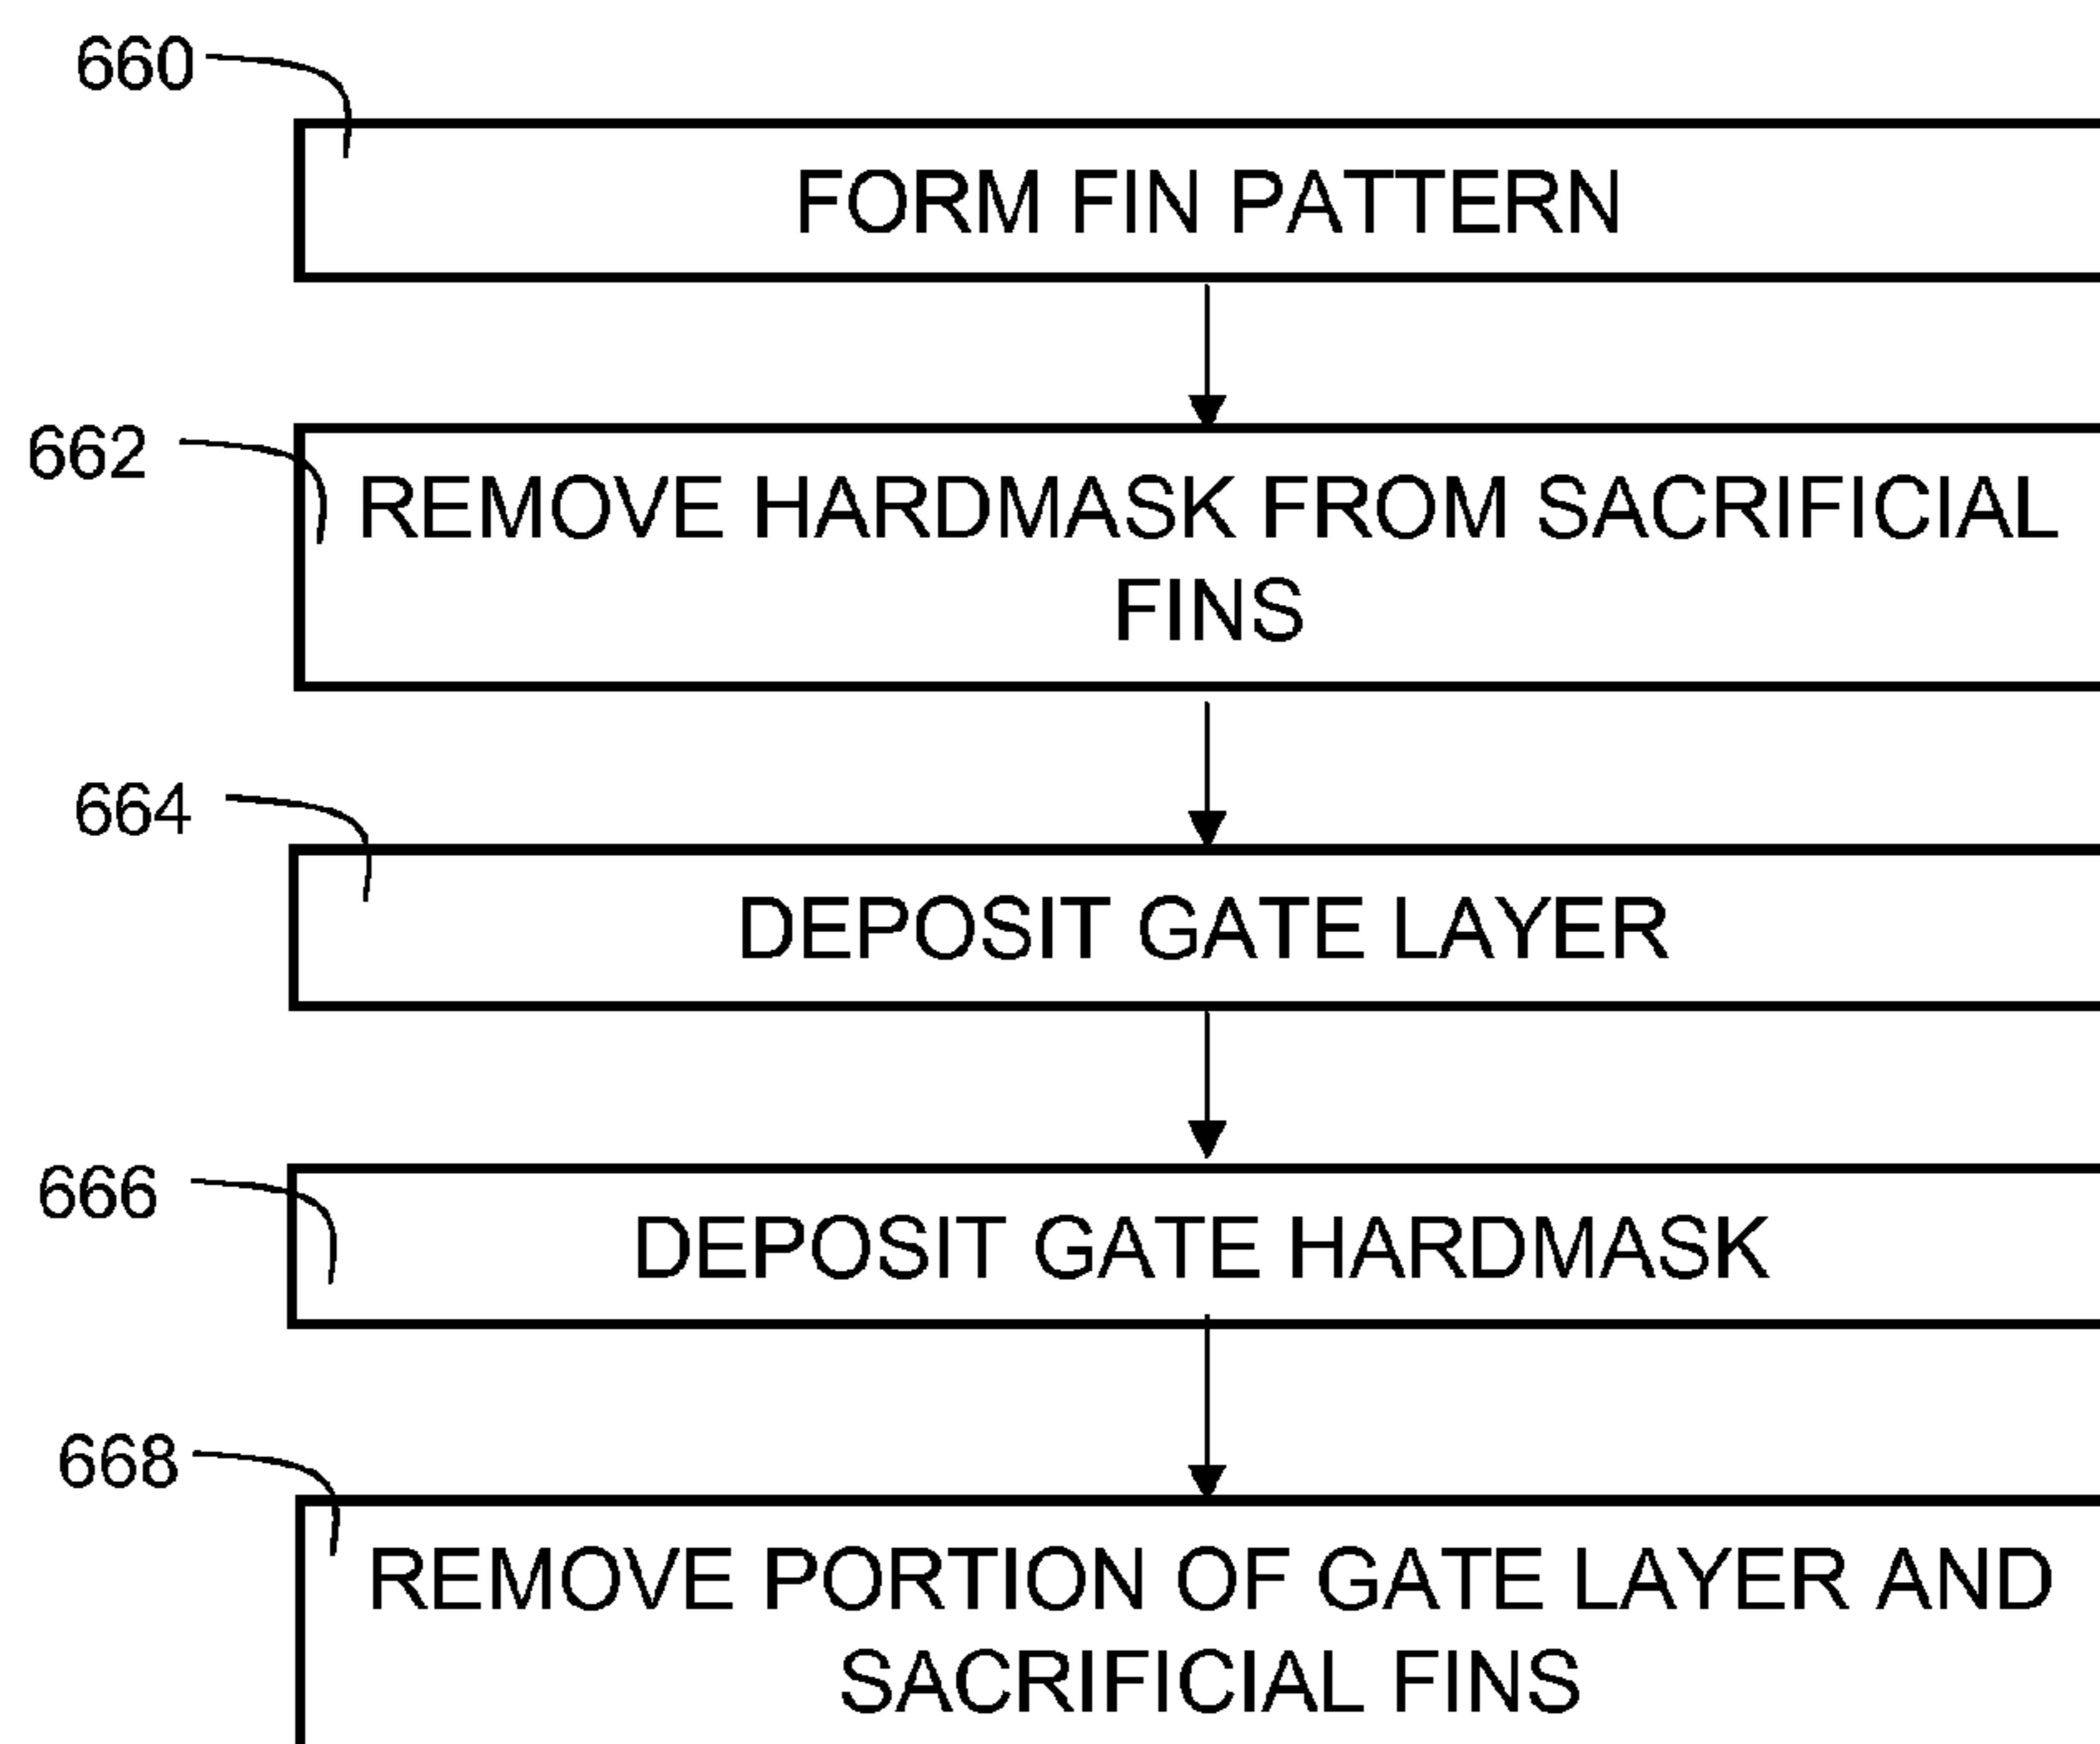 660
FORM FIN PATTERN
662
REMOVE HARDMASK FROM SACRIFICIAL
FINS
664
DEPOSIT GATE LAYER
666
DEPOSIT GATE HARDMASK
668
REMOVE PORTION OF GATE LAYER AND
SACRIFICIAL FINS